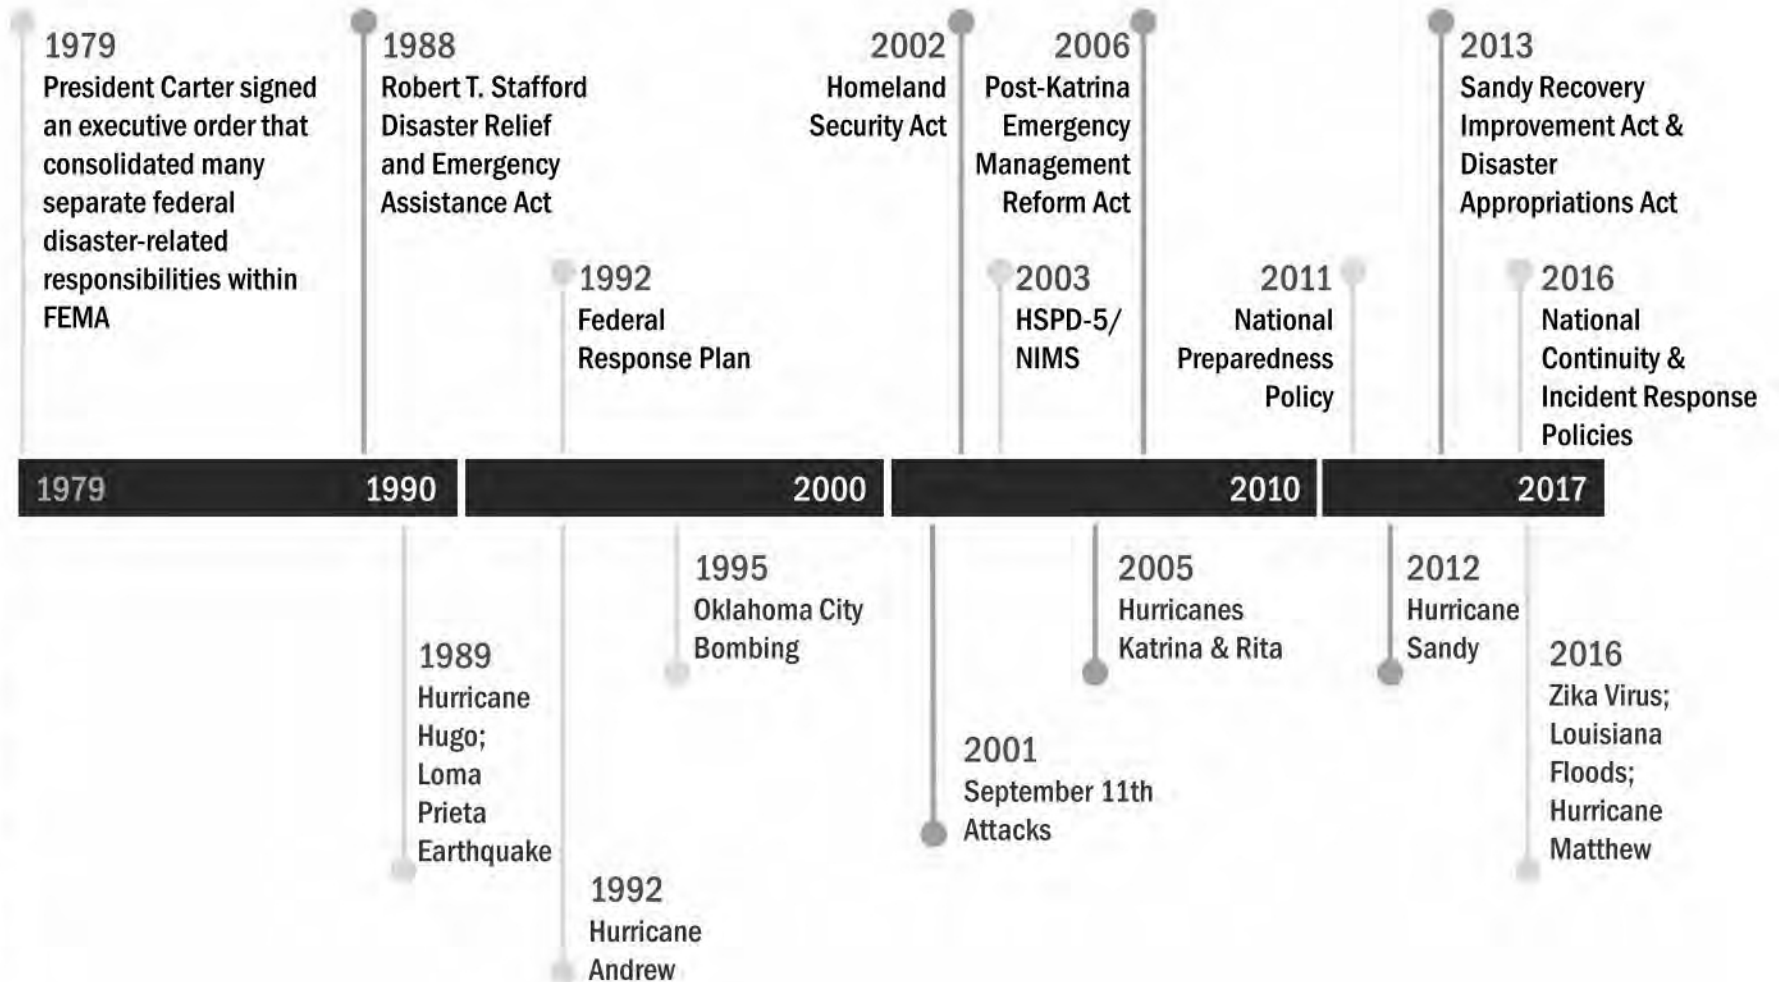 1979
President Carter signed
an executive order that
consolidated many
separate federal
disaster-related
responsibilities within
FEMA
1988
Robert T. Stafford
Disaster Relief
and Emergency
Assistance Act
1992
Federal
Response Plan
2002
Homeland
Security Act
2003
HSPD-5/
NIMS
2006
Post-Katrina
Emergency
Management
Reform Act
2011
National
Preparedness
Policy
2013
Sandy Recovery
Improvement Act &
Disaster
Appropriations Act
2016
National
Continuity &
Incident Response
Policies
1979
1990
2000
2010
2017
1989
Hurricane
Hugo;
Loma
Prieta
Earthquake
1992
Hurricane
Andrew
1995
Oklahoma City
Bombing
2001
September 11th
Attacks
2005
Hurricanes
Katrina & Rita
2012
Hurricane
Sandy
2016
Zika Virus;
Louisiana
Floods;
Hurricane
Matthew